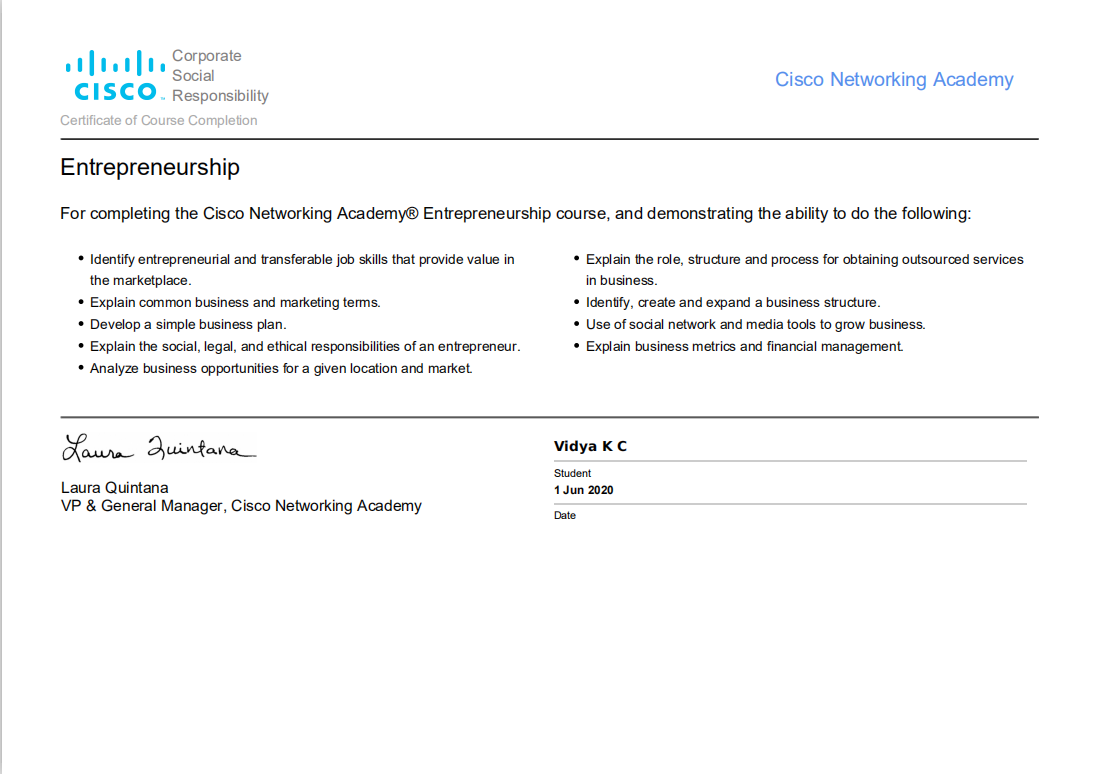 Corporate
Social
CISCO™ Responsibility
Cisco Networking Academy
Certificate of Course Completion
Entrepreneurship
For completing the Cisco Networking Academy® Entrepreneurship course, and demonstrating the ability to do the following:
• Identify entrepreneurial and transferable job skills that provide value in
the marketplace.
• Explain common business and marketing terms.
• Develop a simple business plan.
• Explain the social, legal, and ethical responsibilities of an entrepreneur.
• Analyze business opportunities for a given location and market.
• Explain the role, structure and process for obtaining outsourced services
in business.
• Identify, create and expand a business structure.
• Use of social network and media tools to grow business.
• Explain business metrics and financial management.
Laura Quintana
Laura Quintana
VP & General Manager, Cisco Networking Academy
Vidya K C
Student
1 Jun 2020
Date